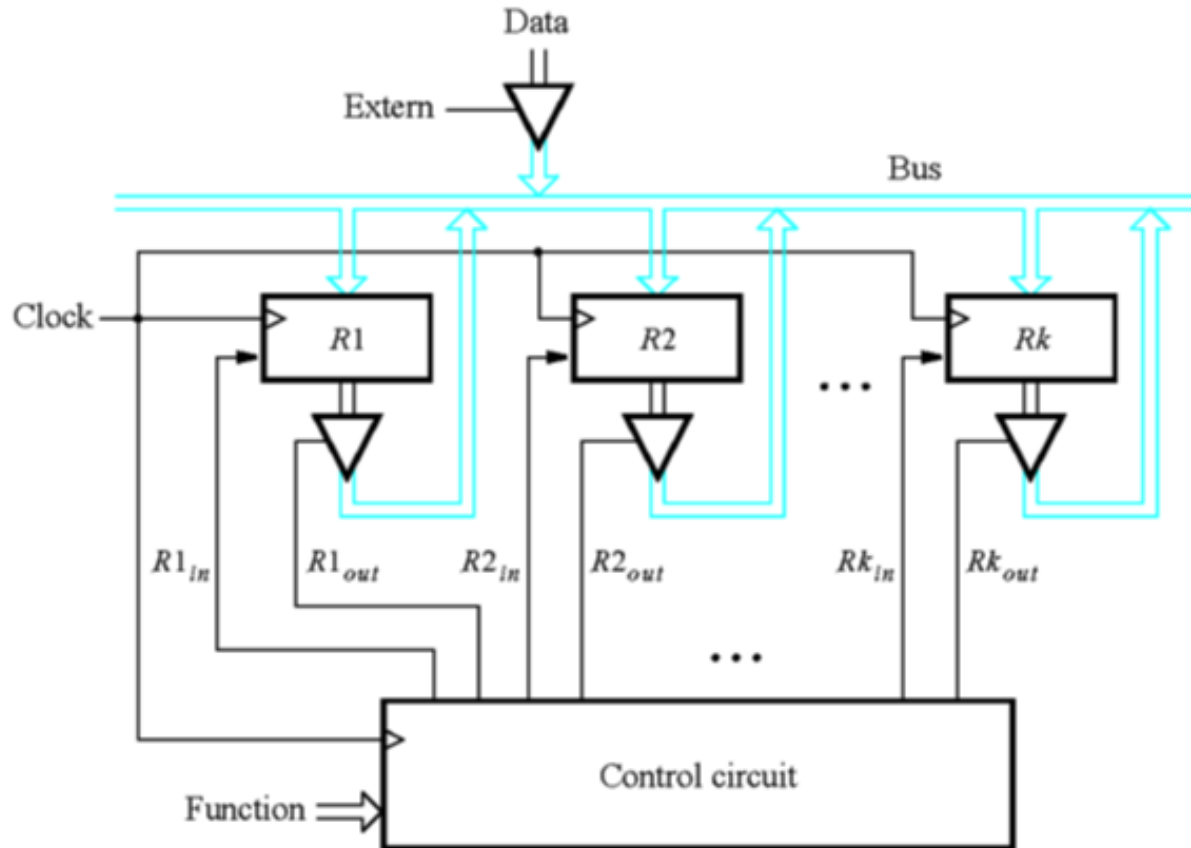 Data
Extern
Bus
Clock
R1
R2
Rk
...
R1in
R1out
R2in
R2out
Rkin
Rkout
...
Control circuit
Function